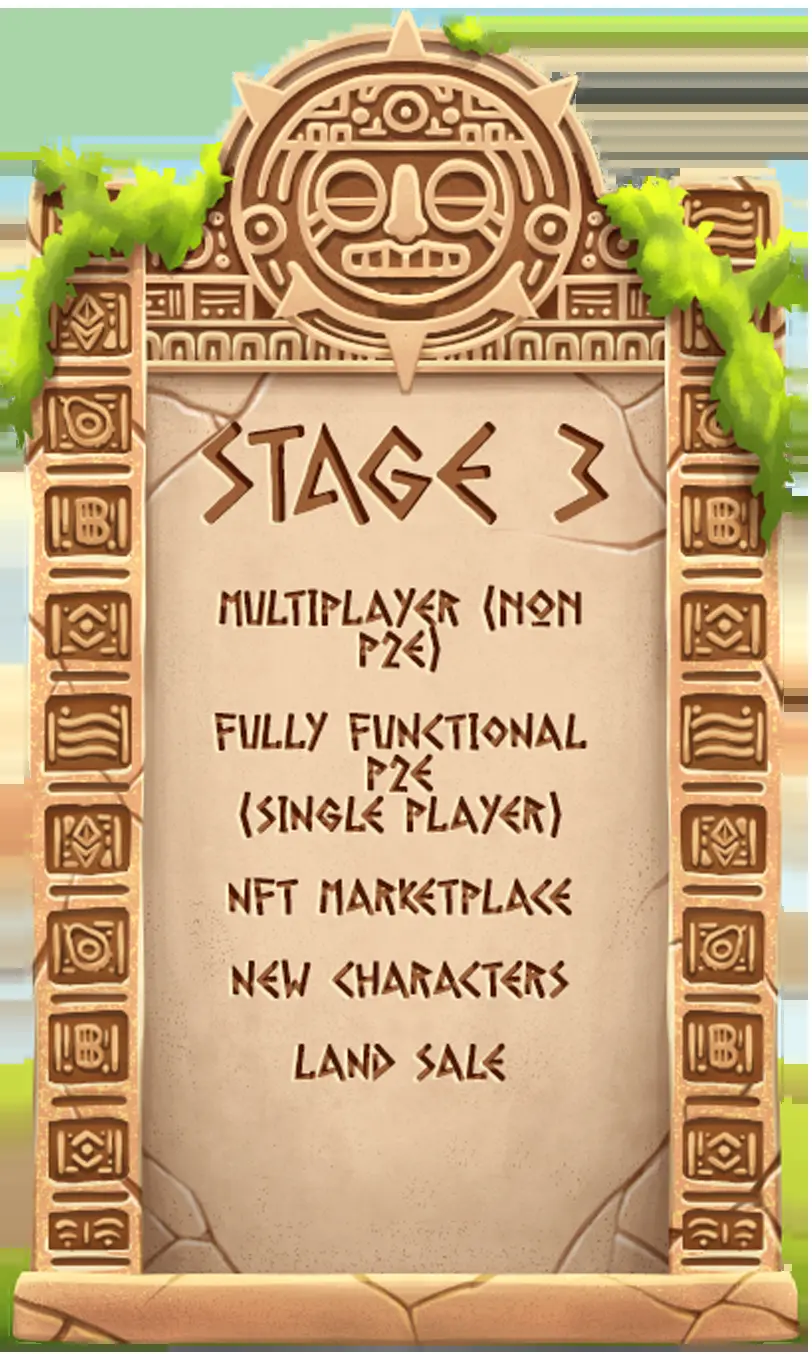 STAGE 3
MULTIPLAYER (NON
P2E)
FULLY FUNCTIONAL
P2E
(SINGLE PLAYER)
NFT MARKETPLACE
NEW CHARACTERS
LAND SALE